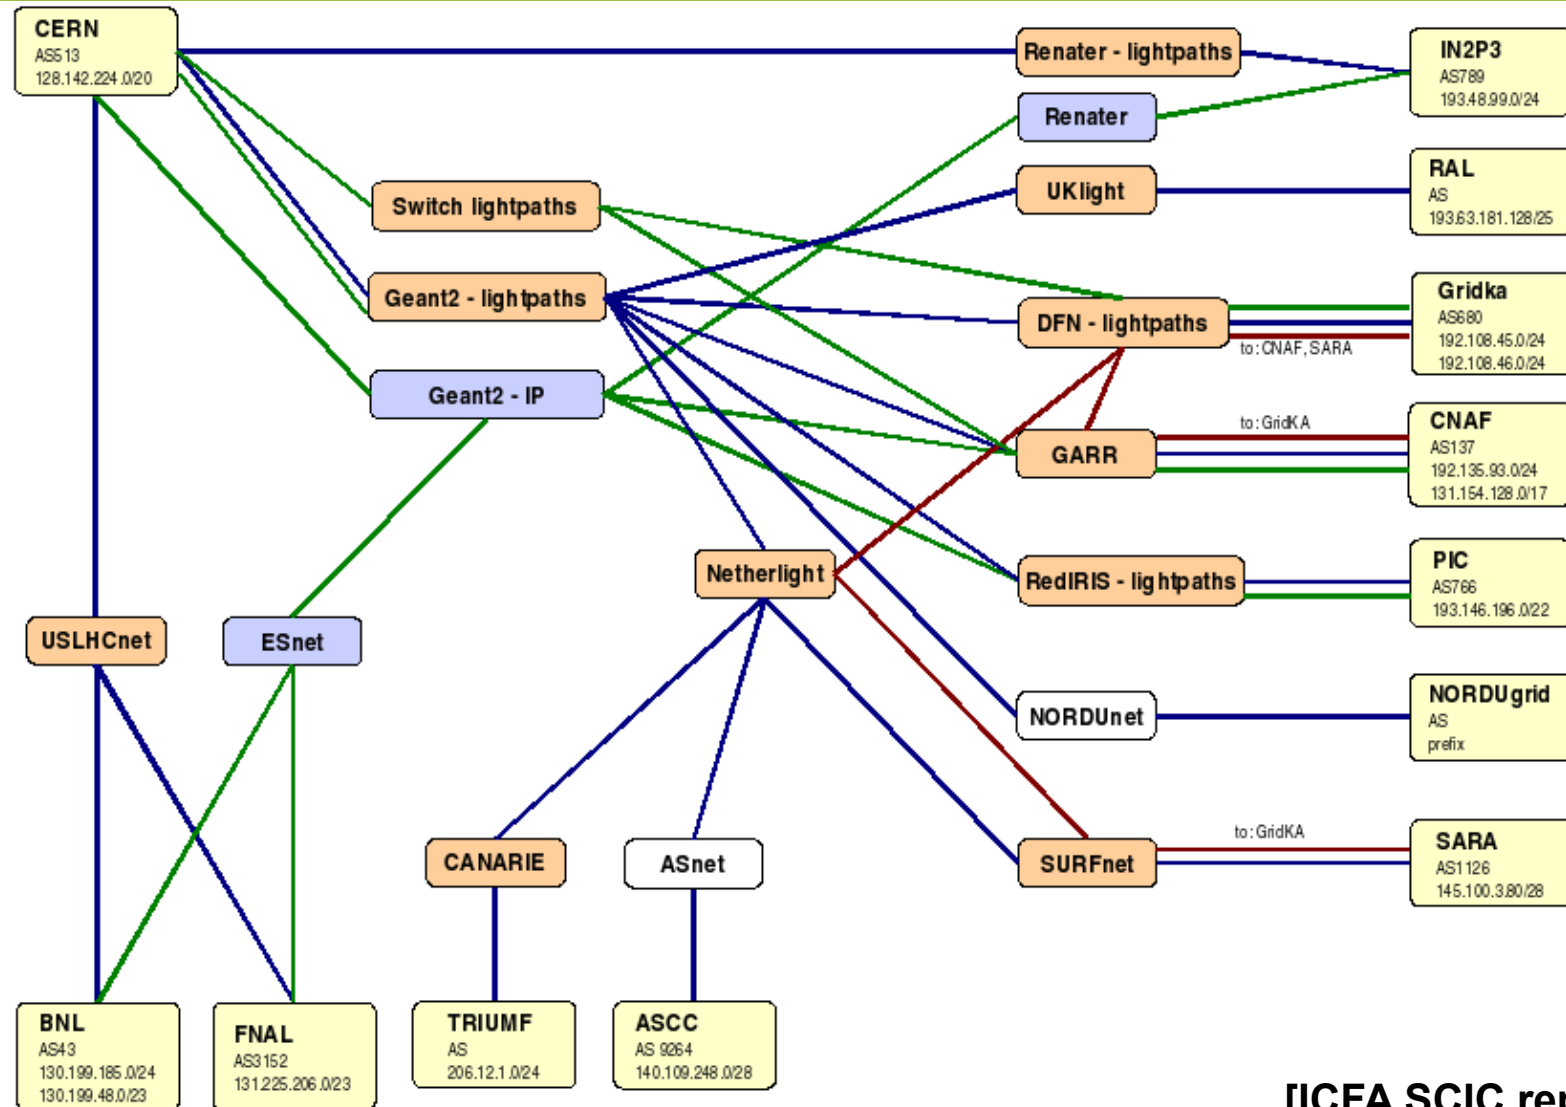 CERN
AS513
128.142.224.0/20
Renater - lightpaths
IN2P3
AS789
193.48.99.0/24
Renater
RAL
AS
193.63.181.128/25
UKlight
Switch lightpaths
Geant2 - lightpaths
DFN - lightpaths
to: CNAF, SARA
Gridka
AS680
192.108.45.0/24
192.108.46.0/24
Geant2 - IP
to: GridKA
GARR
CNAF
AS137
192.135.93.0/24
131.154.128.0/17
Netherlight
RedIRIS - lightpaths
PIC
AS766
193.146.196.0/22
USLHCnet
ESnet
NORDUnet
NORDUgrid
AS
prefix
CANARIE
ASnet
SURFnet
to: GridKA
SARA
AS1126
145.100.3.80/28
BNL
AS43
130.199.185.0/24
130.199.48.0/23
FNAL
AS3152
131.225.206.0/23
TRIUMF
AS
206.12.1.0/24
ASCC
AS 9264
140.109.248.0/28
[ICFA SCIC